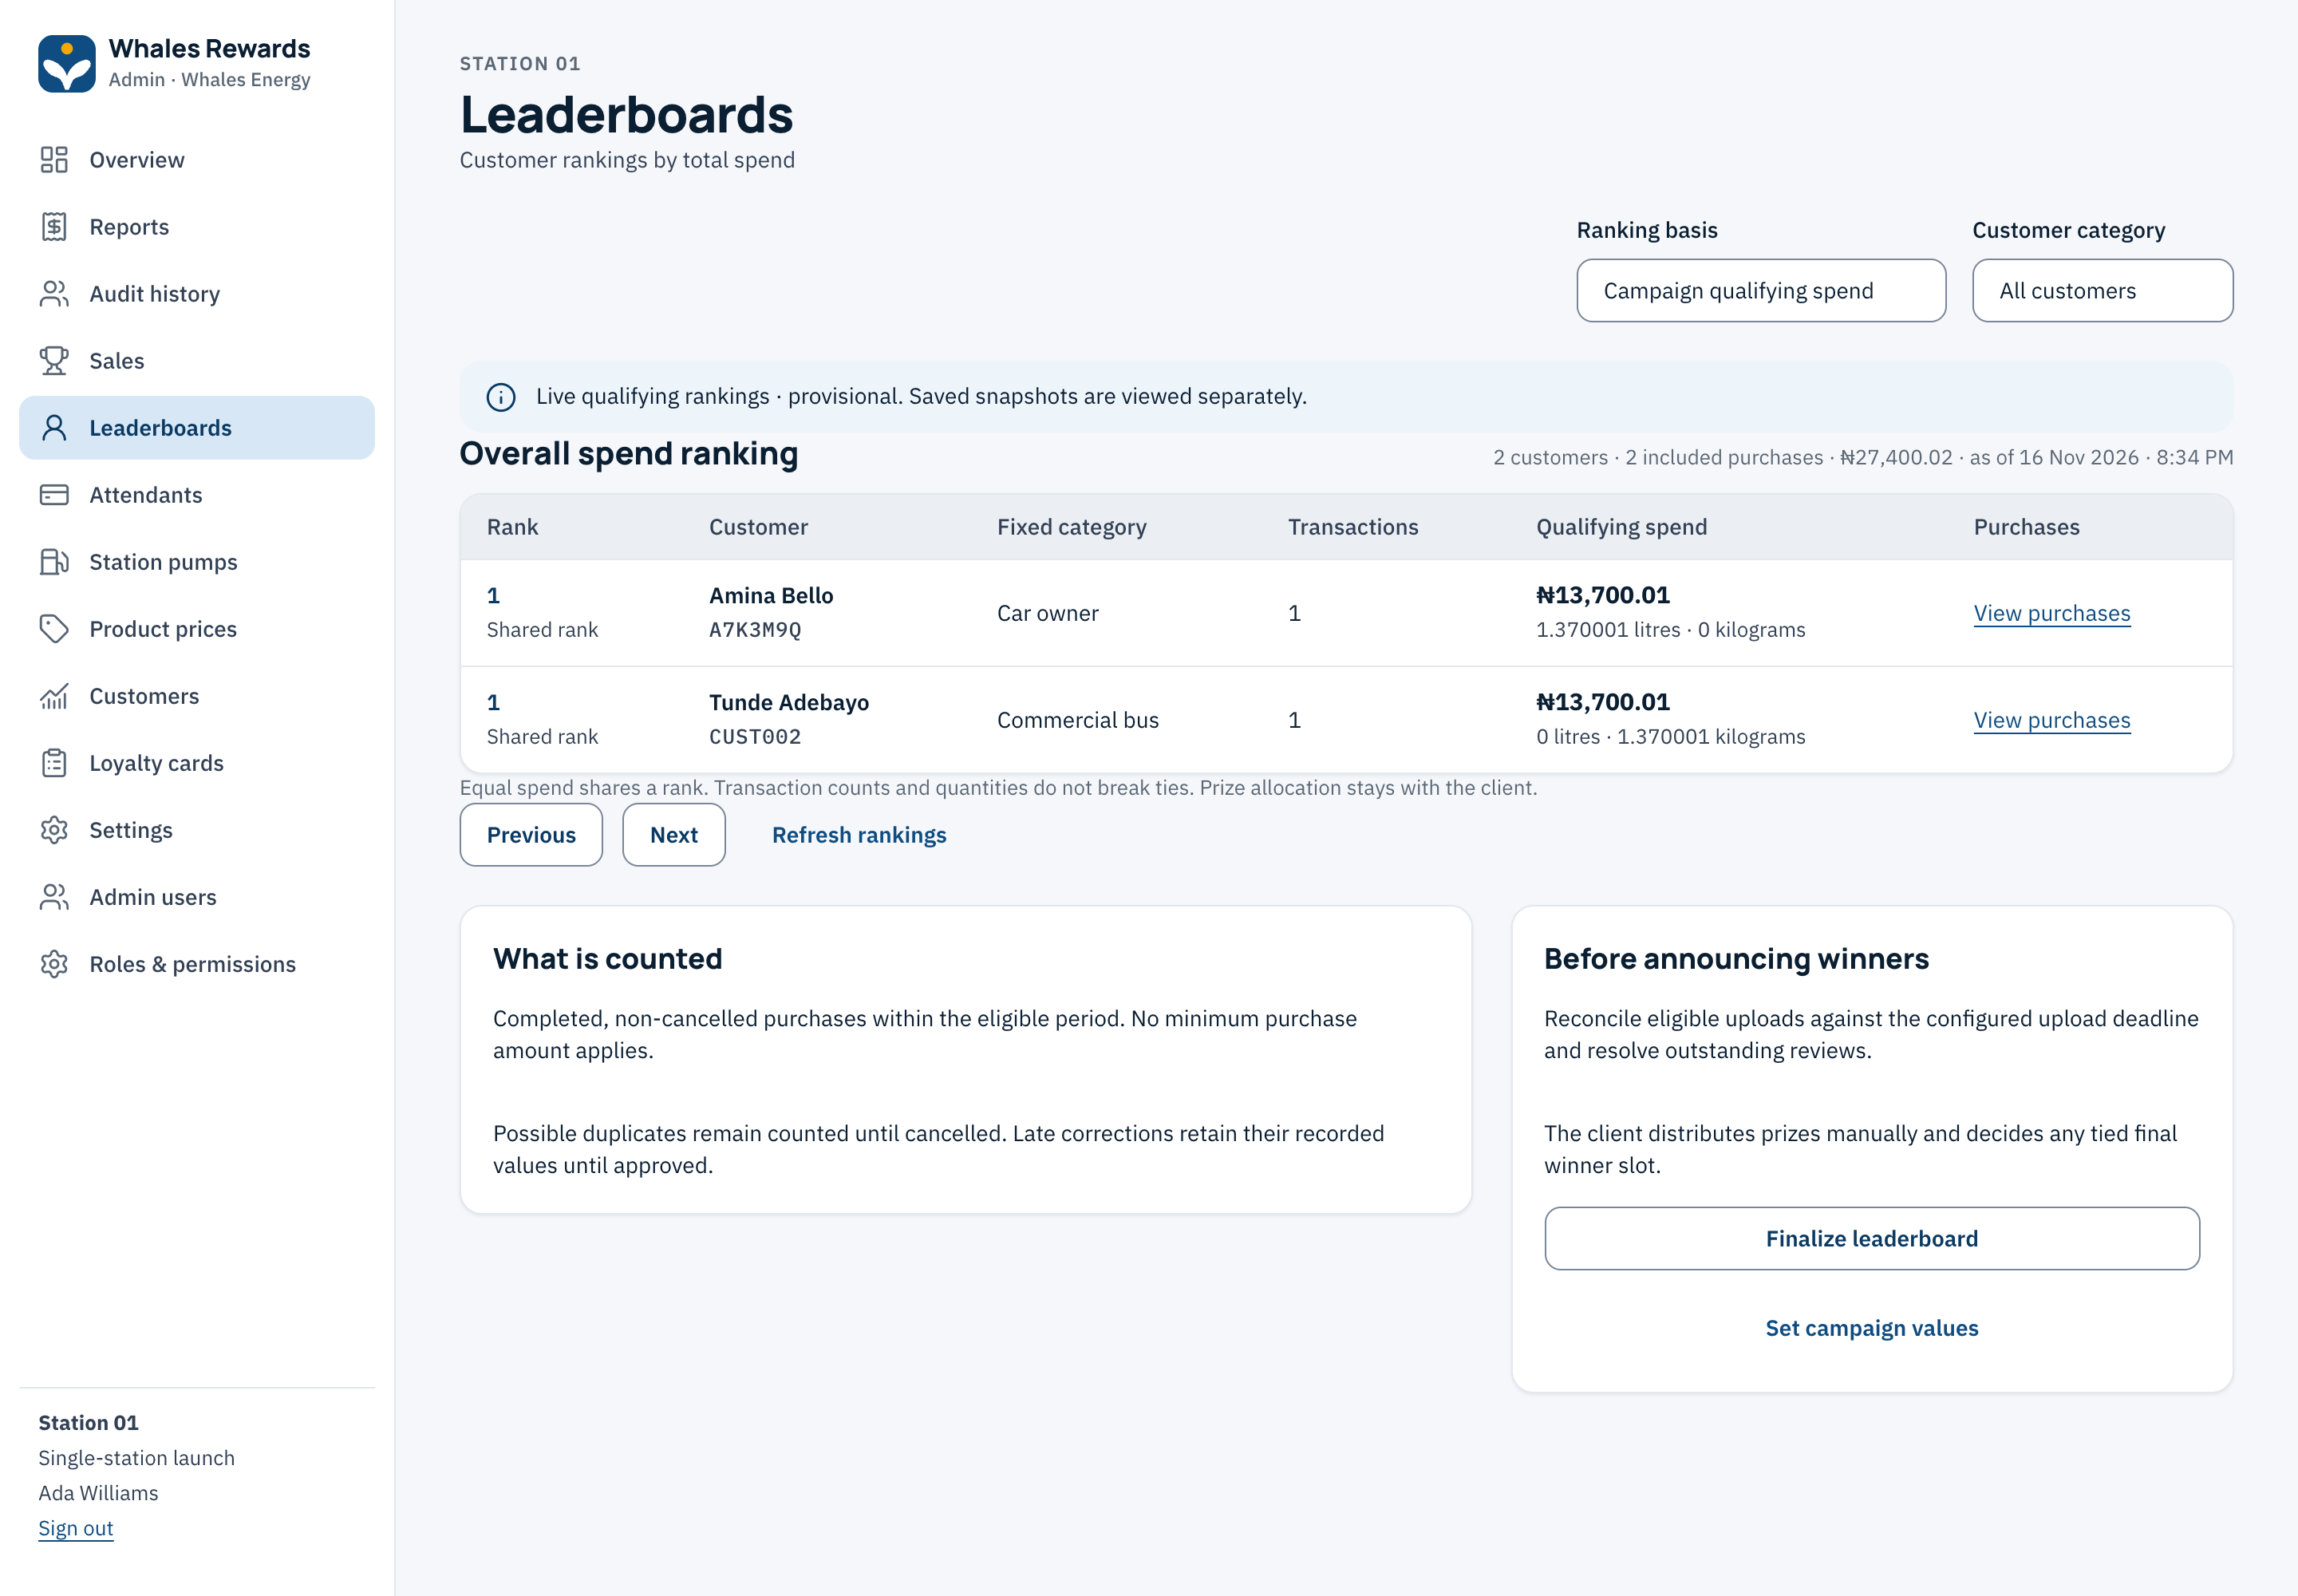 Whales Rewards
Admin · Whales Energy
Overview
Reports
Audit history
Sales
Leaderboards
Attendants
Station pumps
Product prices
Customers
Loyalty cards
Settings
Admin users
Roles & permissions
Station 01
Single-station launch
Ada Williams
Sign out
STATION 01
Leaderboards
Customer rankings by total spend
Ranking basis Customer category
Campaign qualifying spend All customers
Live qualifying rankings · provisional. Saved snapshots are viewed separately.
Overall spend ranking 2 customers · 2 included purchases · ₦27,400.02 · as of 16 Nov 2026 · 8:34 PM
Rank Customer Fixed category Transactions Qualifying spend Purchases
1 Amina Bello Car owner 1 ₦13,700.01 View purchases
Shared rank A7K3M9Q 1.370001 litres · 0 kilograms
1 Tunde Adebayo Commercial bus 1 ₦13,700.01 View purchases
Shared rank CUST002 0 litres · 1.370001 kilograms
Equal spend shares a rank. Transaction counts and quantities do not break ties. Prize allocation stays with the client.
Previous Next Refresh rankings
What is counted
Completed, non-cancelled purchases within the eligible period. No minimum purchase
amount applies.
Possible duplicates remain counted until cancelled. Late corrections retain their recorded
values until approved.
Before announcing winners
Reconcile eligible uploads against the configured upload deadline
and resolve outstanding reviews.
The client distributes prizes manually and decides any tied final
winner slot.
Finalize leaderboard
Set campaign values